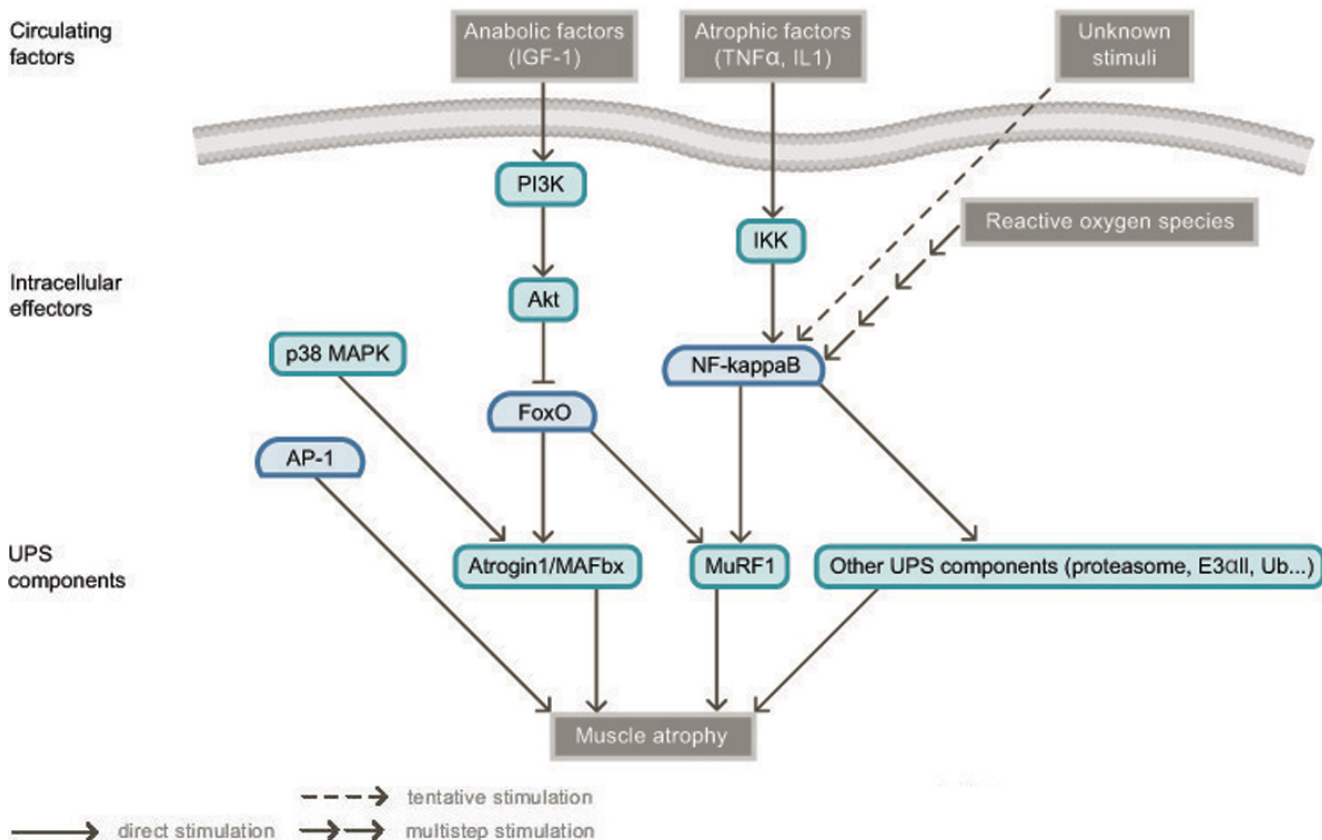 Circulating
factors
Anabolic factors
(IGF-1)
Atrophic factors
(TNFα, IL1)
Unknown
stimuli
PI3K
Reactive oxygen species
IKK
Intracellular
effectors
Akt
p38 MAPK
NF-kappaB
FoxO
AP-1
UPS
components
Atrogin1/MAFbx
MuRF1
Other UPS components (proteasome, E3αII, Ub...)
Muscle atrophy
tentative stimulation
direct stimulation
multistep stimulation